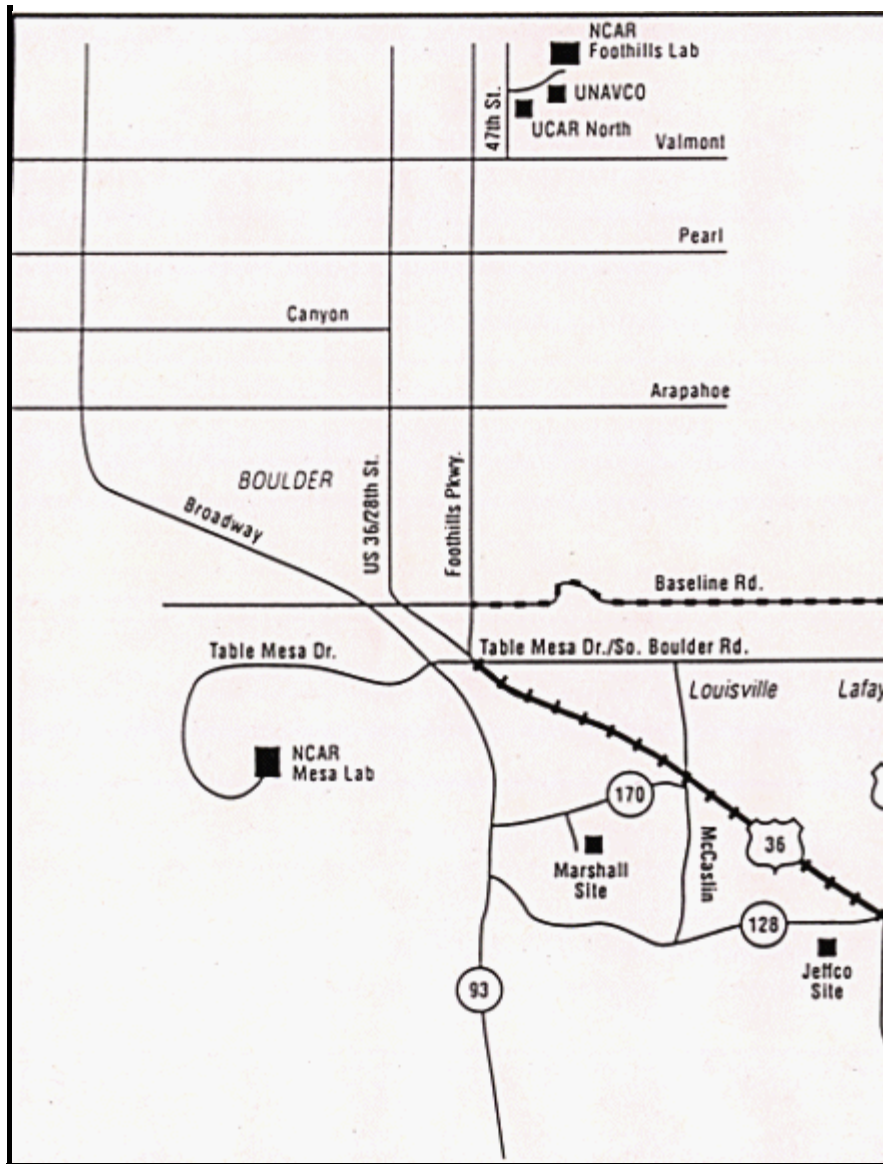 NCAR
Foothills Lab
UNAVCO
UCAR North
47th St.
Valmont
Pearl
Canyon
Arapahoe
BOULDER
Broadway
US 36/28th St.
Foothills Pkwy.
Baseline Rd.
Table Mesa Dr.
Table Mesa Dr./So. Boulder Rd.
Louisville
Lafay
NCAR
Mesa Lab
170
McCaslin
36
Marshall
Site
128
Jeffco
Site
93